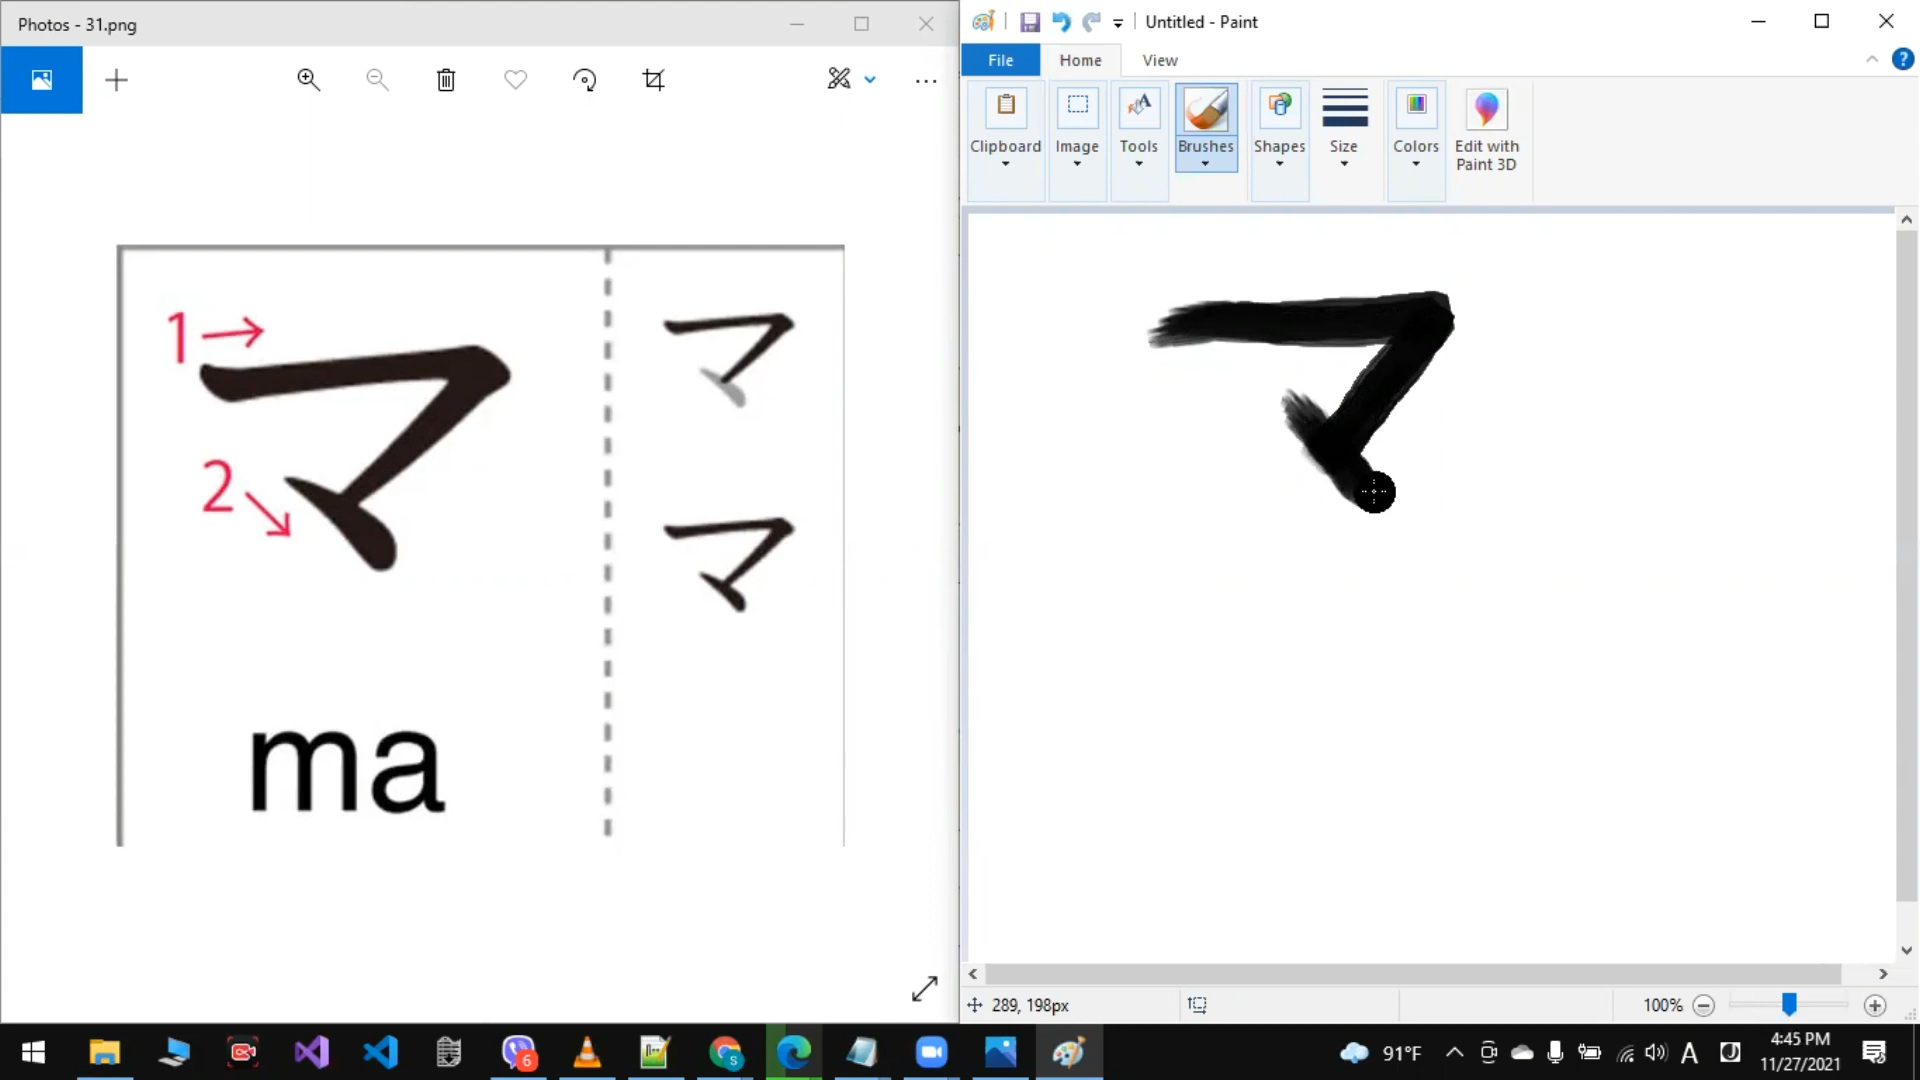 Photos - 31.png
Untitled - Paint
File
Home
View
Clipboard
Image
Tools
Brushes
Shapes
Size
Colors
Edit with
Paint 3D
1
マ
2
ma
マ
マ
マ
289, 198px
100%
6
S
91°F
A
J
4:45 PM
11/27/2021